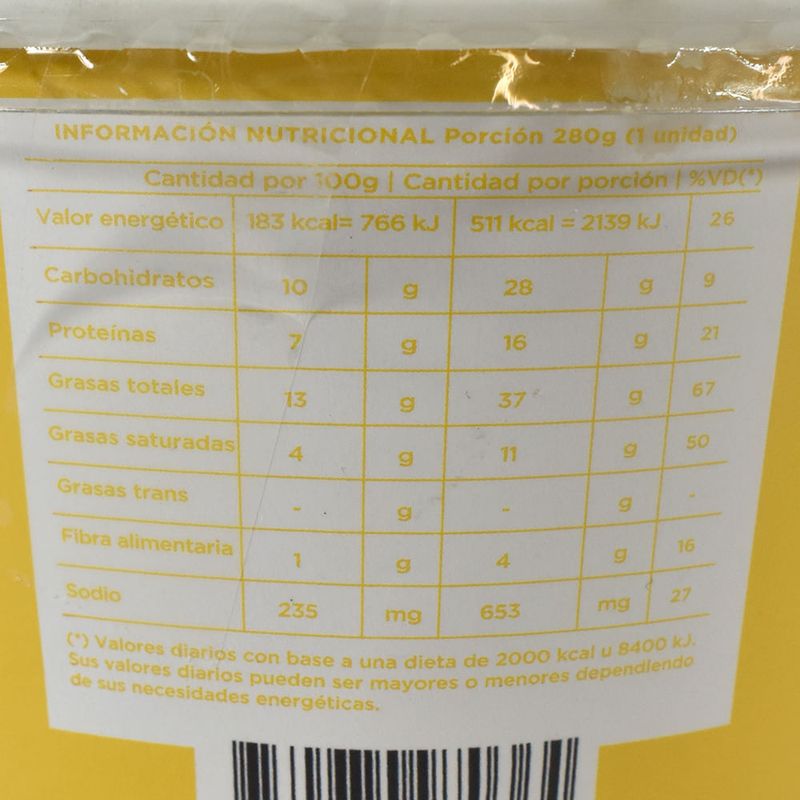 INFORMACIÓN NUTRICIONAL Porción 280g (1 unidad)
Cantidad por 100g | Cantidad por porción | %VD(*)
Valor energético 183 kcal= 766 kJ 511 kcal = 2139 kJ 26
Carbohidratos 10 g 28 g 9
Proteínas 7 g 16 g 21
Grasas totales 13 g 37 g 67
Grasas saturadas 4 g 11 g 50
Grasas trans - g - g -
Fibra alimentaria 1 g 4 g 16
Sodio 235 mg 653 mg 27
(*) Valores diarios con base a una dieta de 2000 kcal u 8400 kJ.
Sus valores diarios pueden ser mayores o menores dependiendo
de sus necesidades energéticas.